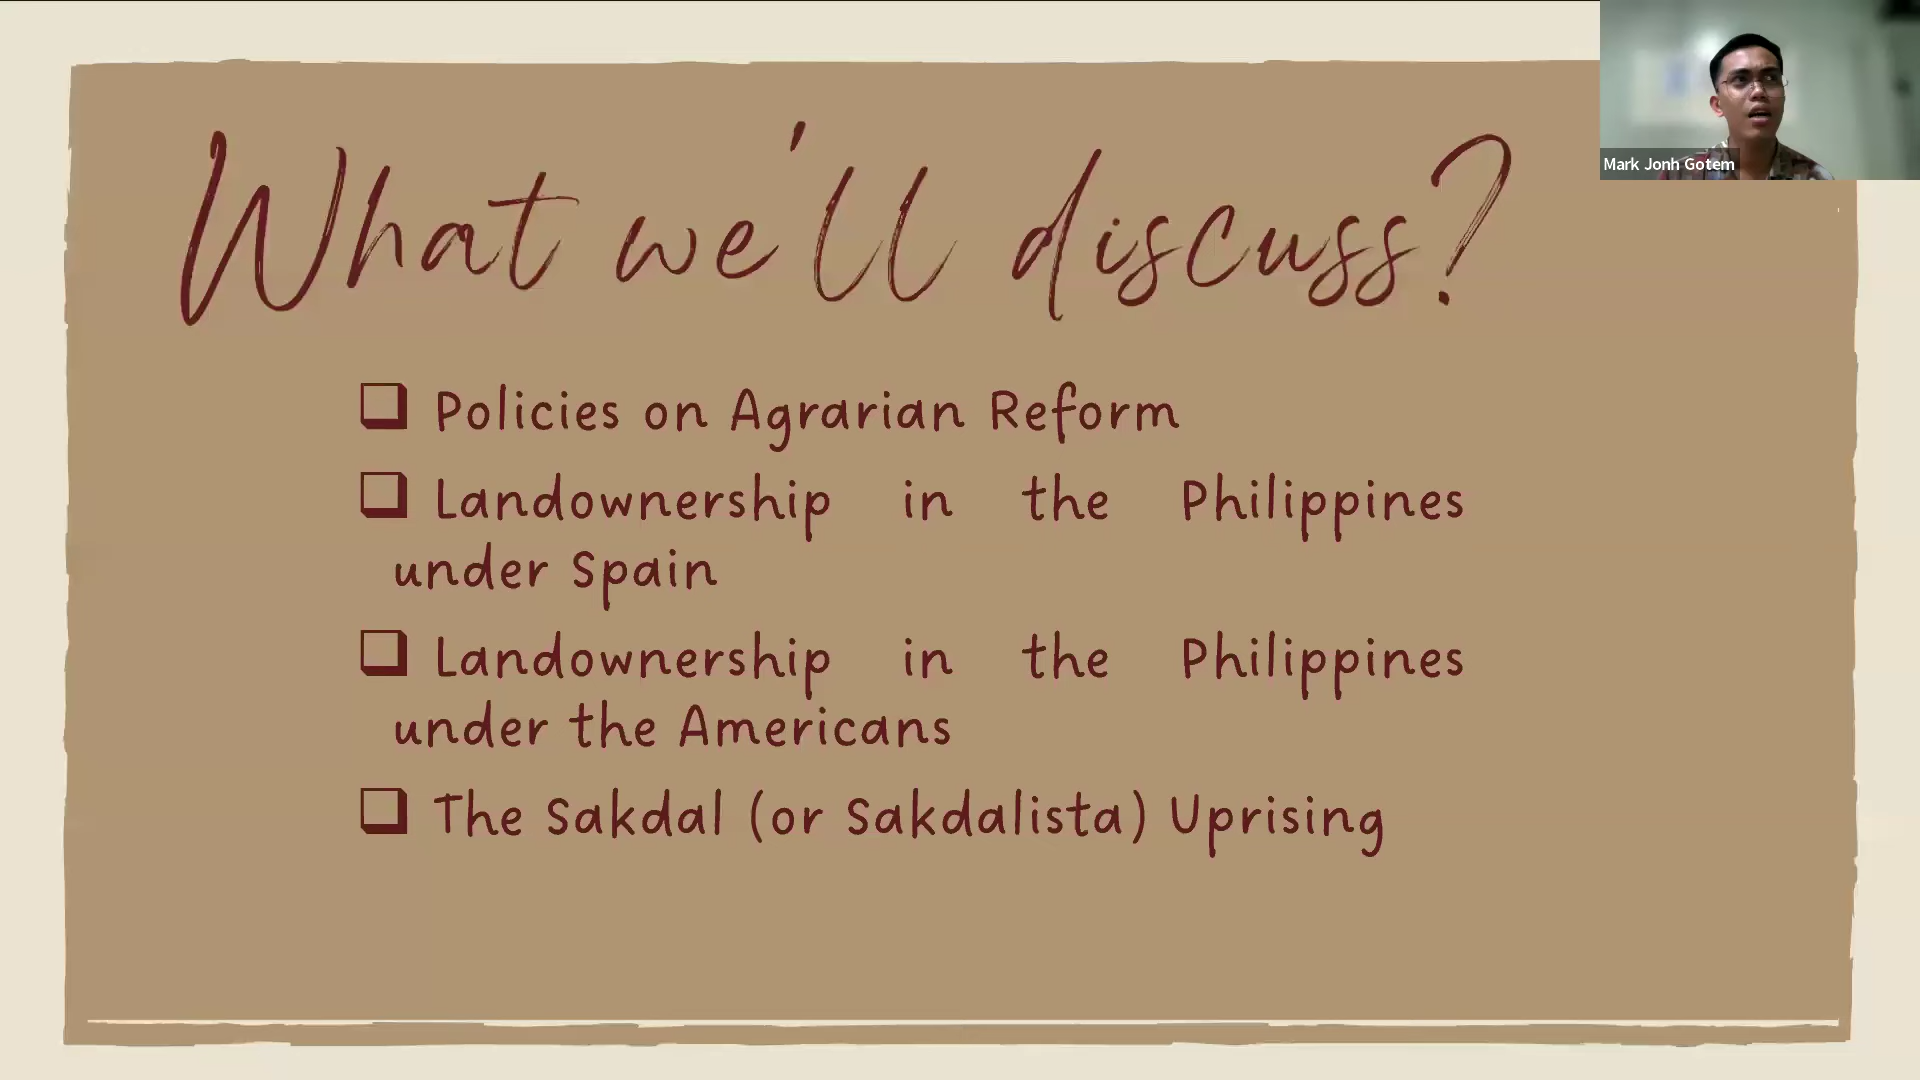 What we'll discuss?
Mark Jonh Gotem
❑ Policies on Agrarian Reform
❑ Landownership in the Philippines
under Spain
❑ Landownership in the Philippines
under the Americans
❑ The Sakdal (or Sakdalista) Uprising